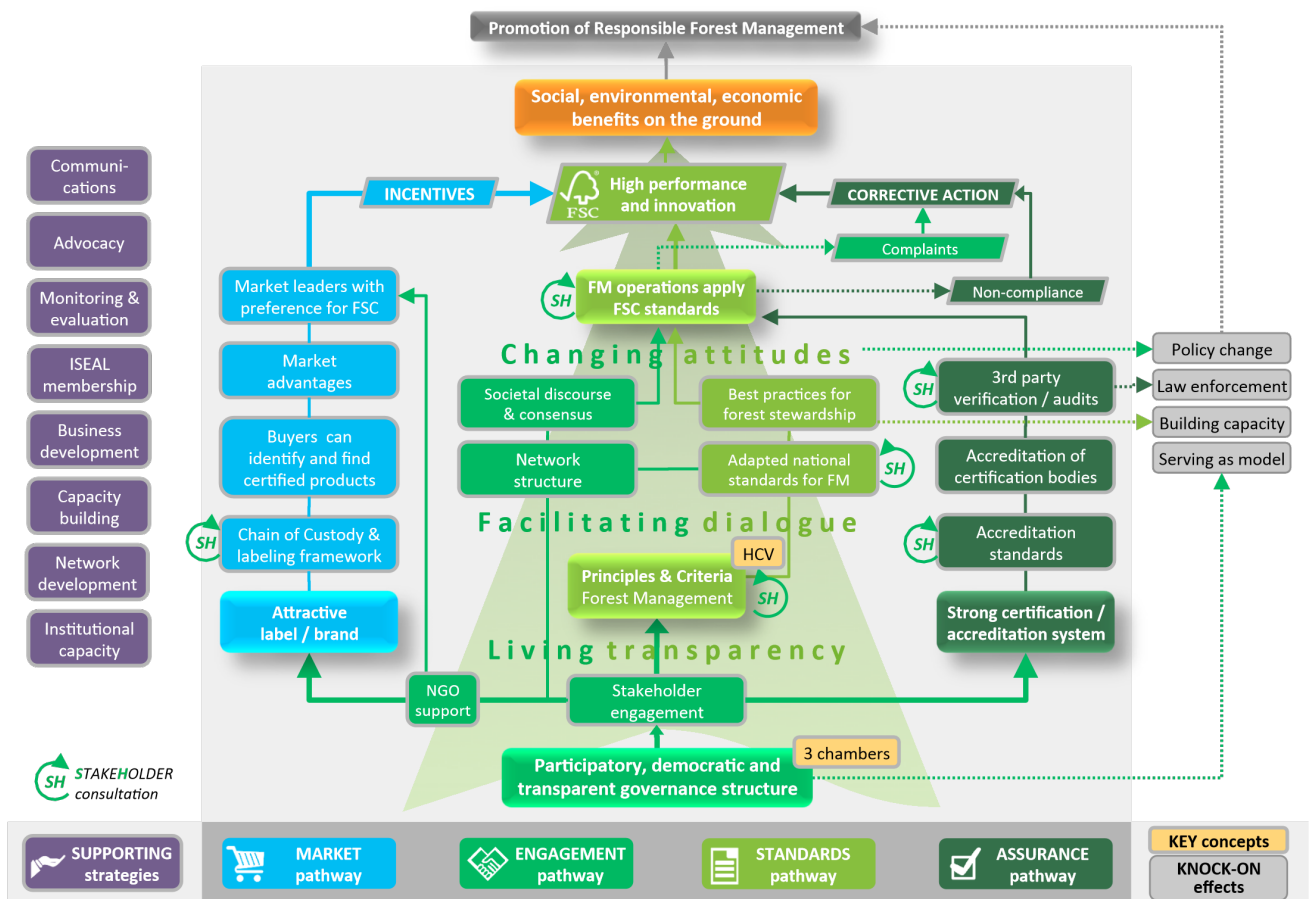 Promotion of Responsible Forest Management
Social, environmental, economic
benefits on the ground
Communi-
cations
Advocacy
Monitoring &
evaluation
ISEAL
membership
Business
development
Capacity
building
Network
development
Institutional
capacity
SH
STAKEHOLDER
consultation
INCENTIVES
FSC
High performance
and innovation
CORRECTIVE ACTION
Complaints
Non-compliance
Market leaders with
preference for FSC
Market
advantages
Buyers can
identify and find
certified products
SH
Chain of Custody &
labeling framework
Attractive
label / brand
NGO
support
SH
FM operations apply
FSC standards
Changing attitudes
Societal discourse
& consensus
Best practices for
forest stewardship
Network
structure
Adapted national
standards for FM
SH
Facilitating dialogue
HCV
Principles & Criteria
Forest Management
SH
Living transparency
Stakeholder
engagement
3 chambers
Participatory, democratic and
transparent governance structure
SH
3rd party
verification / audits
Accreditation of
certification bodies
SH
Accreditation
standards
Strong certification /
accreditation system
Policy change
Law enforcement
Building capacity
Serving as model
SUPPORTING
strategies
MARKET
pathway
ENGAGEMENT
pathway
STANDARDS
pathway
ASSURANCE
pathway
KEY concepts
KNOCK-ON
effects